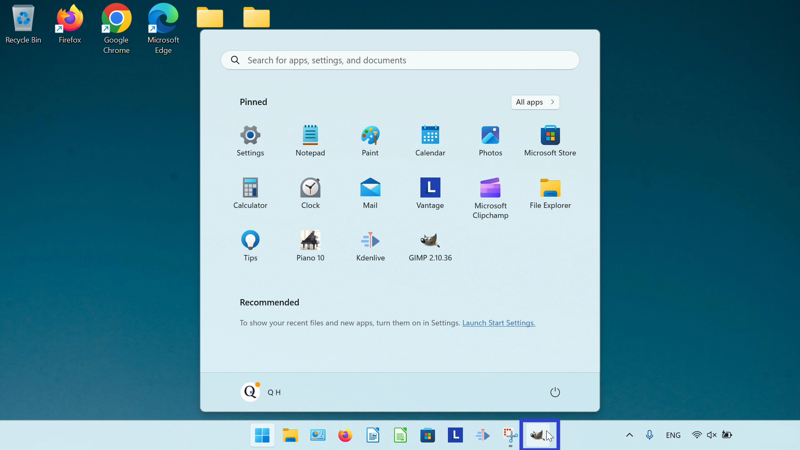 Recycle Bin
Firefox
Google
Chrome
Microsoft
Edge
Search for apps, settings, and documents
Pinned
All apps
Settings
Notepad
Paint
Calendar
Photos
Microsoft Store
Calculator
Clock
Mail
L
Vantage
Microsoft
Clipchamp
File Explorer
Tips
Piano 10
Kdenlive
GIMP 2.10.36
Recommended
To show your recent files and new apps, turn them on in Settings. Launch Start Settings.
Q
Q H
L
ENG